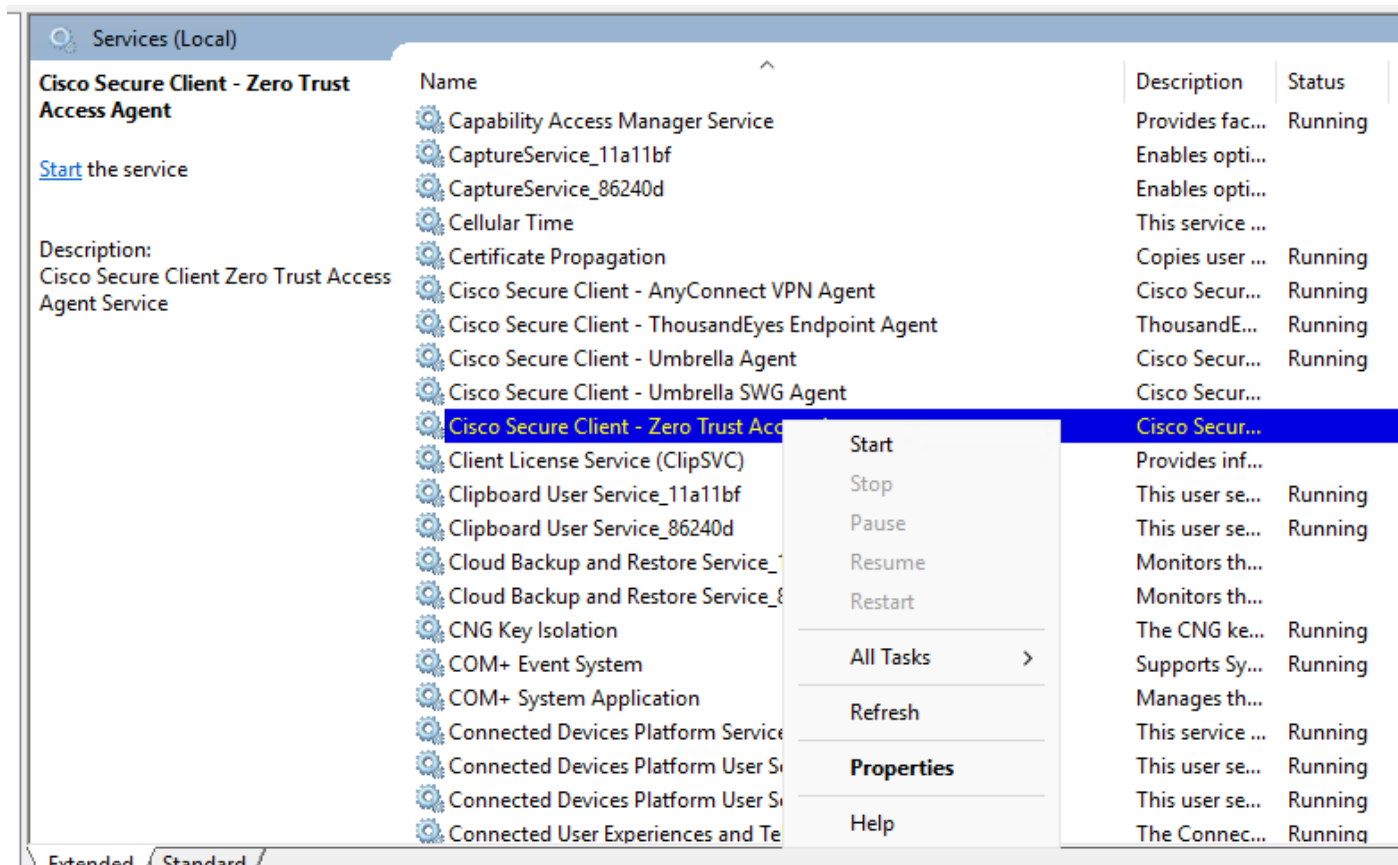 Services (Local)
Cisco Secure Client - Zero Trust
Access Agent
Start the service
Description:
Cisco Secure Client Zero Trust Access
Agent Service
Name Description Status
Capability Access Manager Service Provides fac... Running
CaptureService_11a11bf Enables opti...
CaptureService_86240d Enables opti...
Cellular Time This service ...
Certificate Propagation Copies user ... Running
Cisco Secure Client - AnyConnect VPN Agent Cisco Secur... Running
Cisco Secure Client - ThousandEyes Endpoint Agent ThousandE... Running
Cisco Secure Client - Umbrella Agent Cisco Secur... Running
Cisco Secure Client - Umbrella SWG Agent Cisco Secur...
Cisco Secure Client - Zero Trust Acc Cisco Secur...
Client License Service (ClipSVC) Provides inf...
Clipboard User Service_11a11bf This user se... Running
Clipboard User Service_86240d This user se... Running
Cloud Backup and Restore Service_1 Monitors th...
Cloud Backup and Restore Service_8 Monitors th...
CNG Key Isolation The CNG ke... Running
COM+ Event System Supports Sy... Running
COM+ System Application Manages th...
Connected Devices Platform Service This service ... Running
Connected Devices Platform User Se This user se... Running
Connected Devices Platform User Se This user se... Running
Connected User Experiences and Te The Connec... Running
Start
Stop
Pause
Resume
Restart
All Tasks
Refresh
Properties
Help
Extended Standard